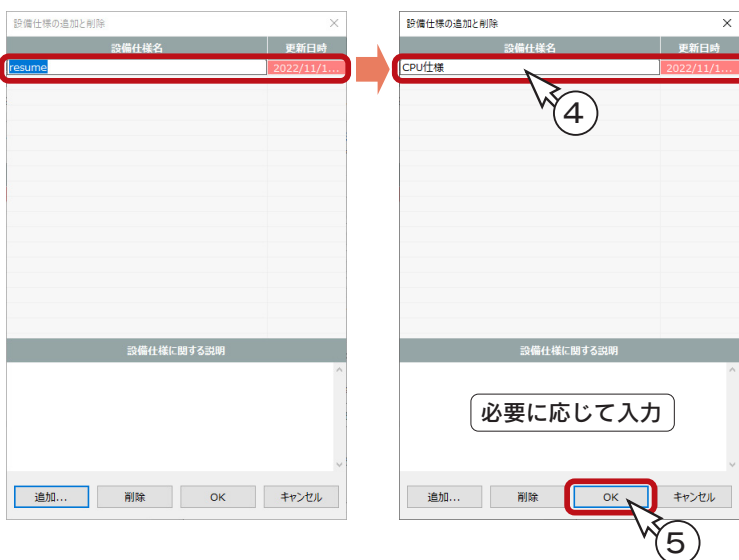 設備仕様の追加と削除
設備仕様名 更新日時
resume 2022/11/1...
設備仕様に関する説明
追加... 削除 OK キャンセル
設備仕様の追加と削除
設備仕様名 更新日時
CPU仕様 2022/11/1...
④
設備仕様に関する説明
必要に応じて入力
追加... 削除 OK キャンセル
⑤